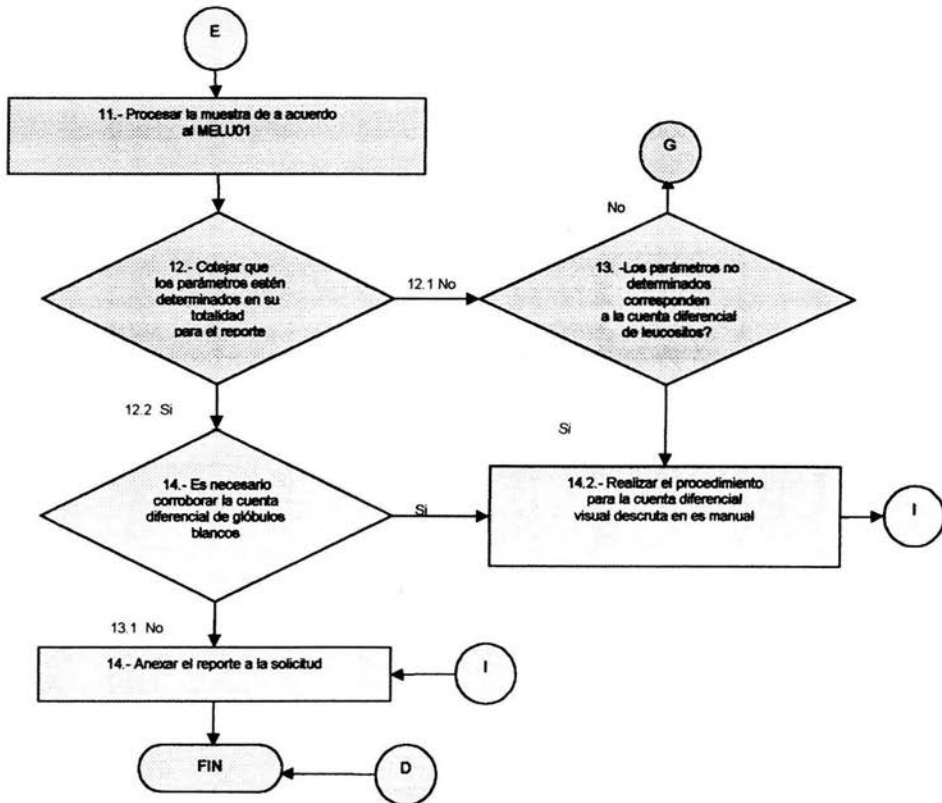 E
11.- Procesar la muestra de a acuerdo
al MELU01
G
No
12.- Cotejar que
los parámetros estén
determinados en su
totalidad
para el reporte
12.1 No
13. -Los parámetros no
determinados
corresponden
a la cuenta diferencial
de leucositos?
12.2 Si
Si
14.- Es necesario
corroborar la cuenta
diferencial de glóbulos
blancos
Si
14.2.- Realizar el procedimiento
para la cuenta diferencial
visual descruta en es manual
I
13.1 No
14.- Anexar el reporte a la solicitud
I
FIN
D